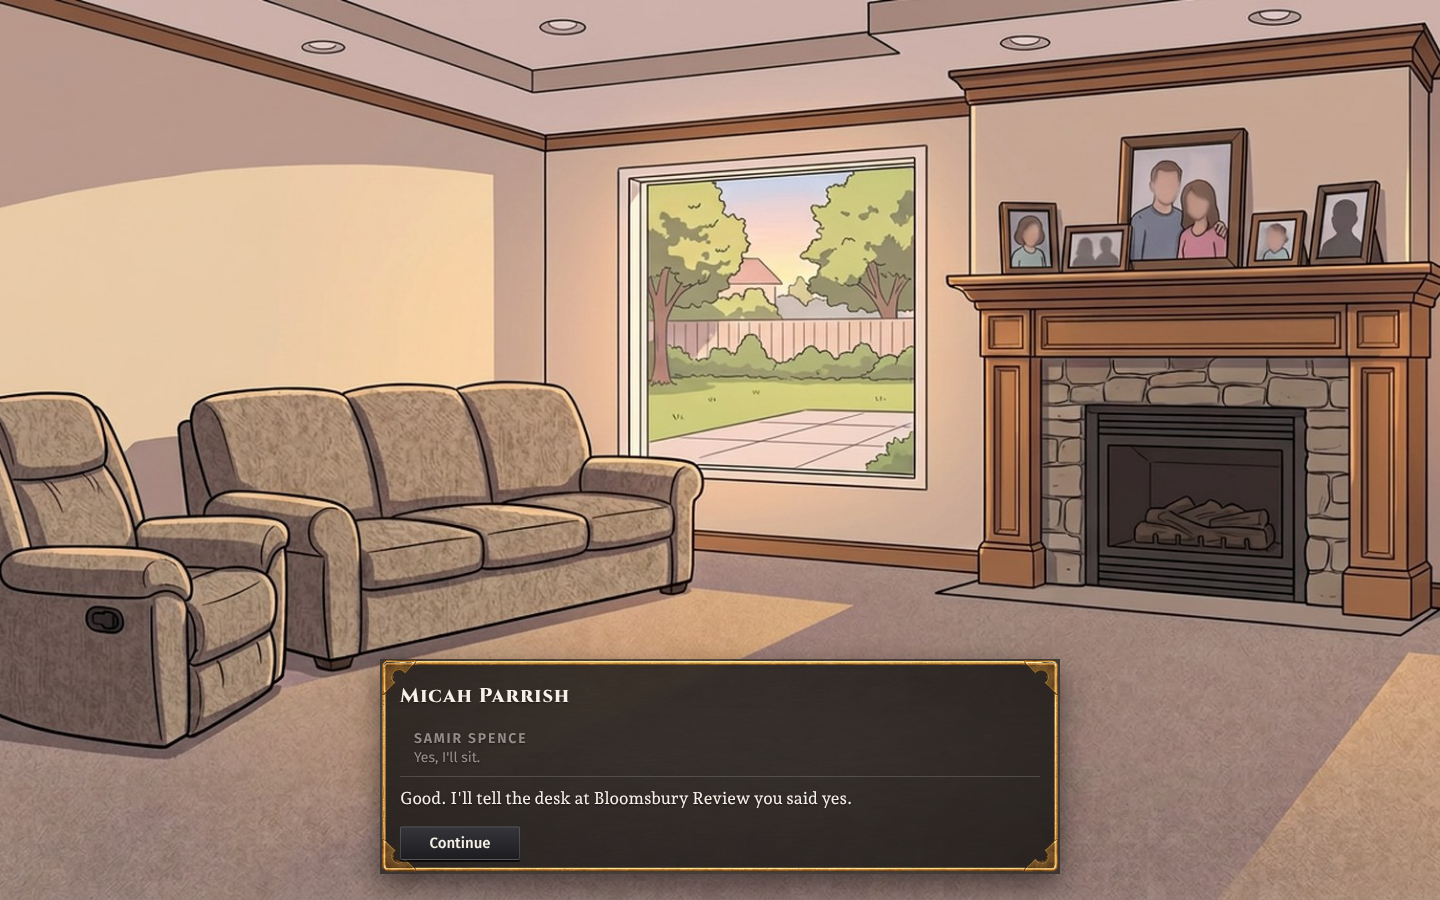 Micah Parrish
SAMIR SPENCE
Yes, I'll sit.
Good. I'll tell the desk at Bloomsbury Review you said yes.
Continue